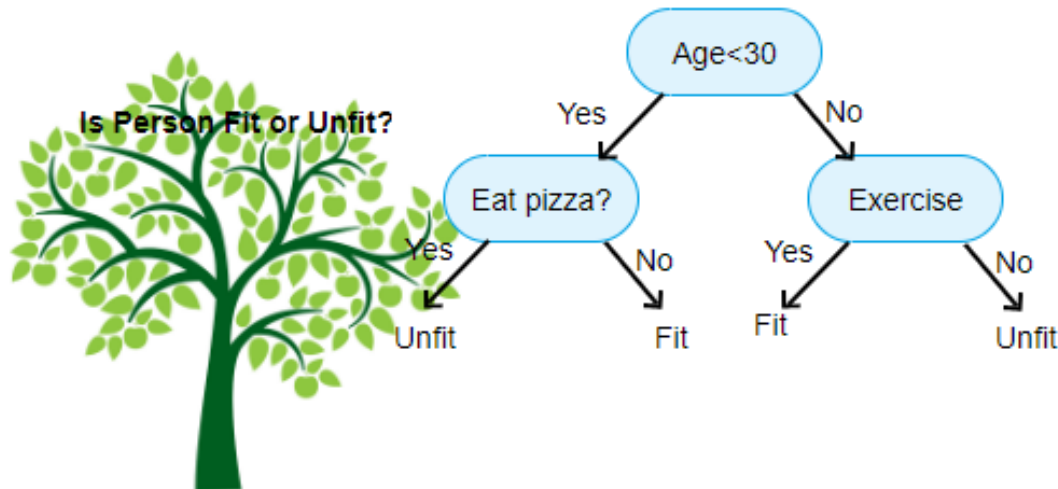 Age<30
Is Person Fit or Unfit?
Yes
No
Eat pizza?
Exercise
Yes
No
Yes
No
Unfit
Fit
Fit
Unfit